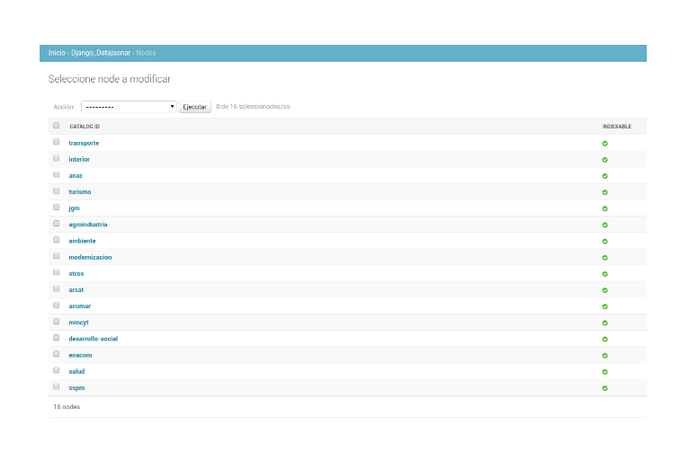 Inicio › Django_Datajsonar › Nodes
Seleccione node a modificar
Acción: --------- Ejecutar 0 de 16 seleccionados/as
CATALOG ID INDEXABLE
transporte
interior
anac
turismo
jgm
agroindustria
ambiente
modernizacion
otros
arsat
acumar
mincyt
desarrollo-social
enacom
salud
sspm
16 nodes